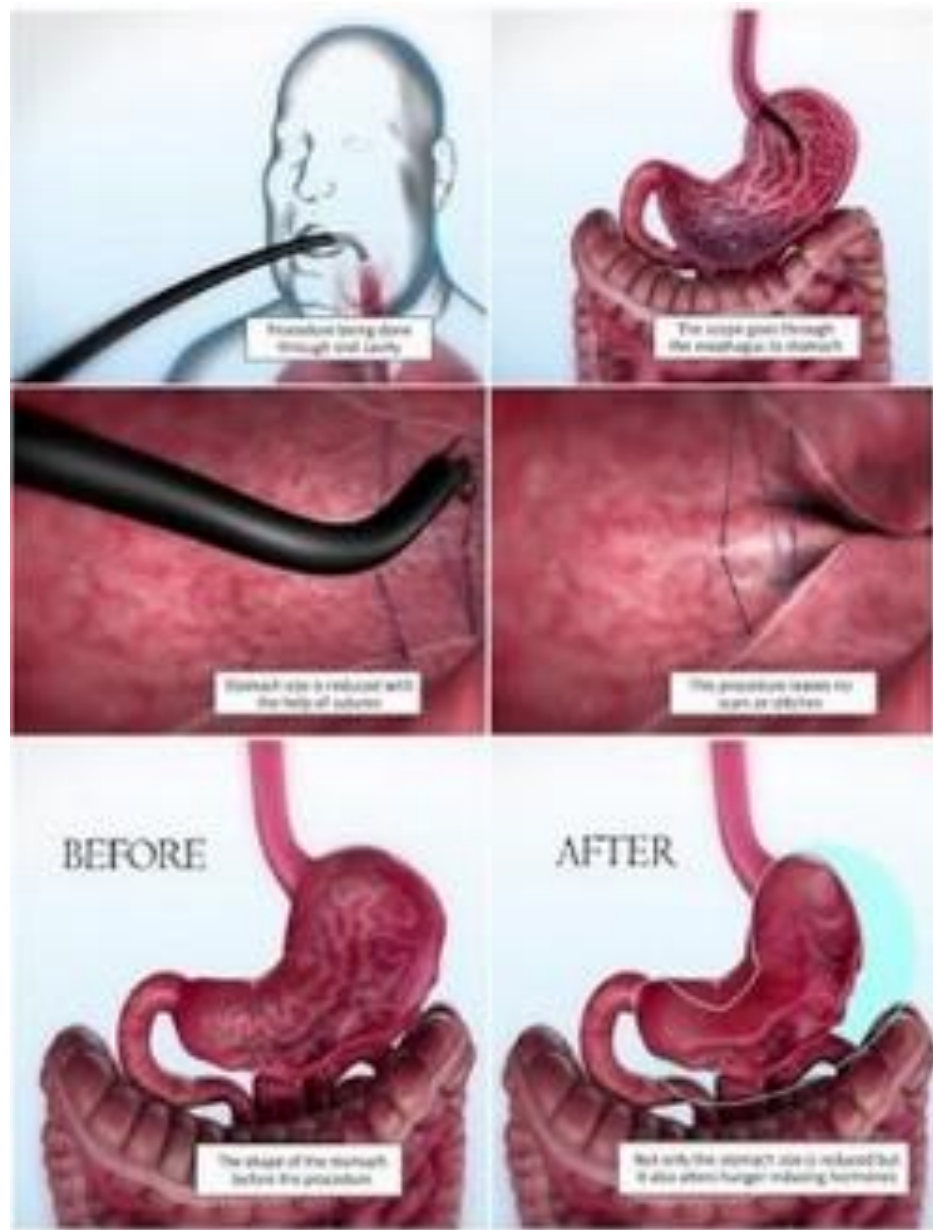 Procedure being done
through oral cavity
The scope goes through
the esophagus to stomach
Stomach size is reduced with
the help of sutures
This procedure leaves no
scars or stitches
BEFORE
AFTER
The shape of the stomach
before the procedure
Not only the stomach size is reduced but
it also alters hunger inducing hormones